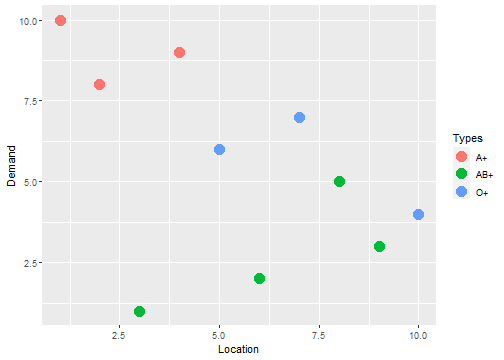 10.0
7.5
5.0
2.5
Demand
2.5 5.0 7.5 10.0
Location
Types
A+
AB+
O+